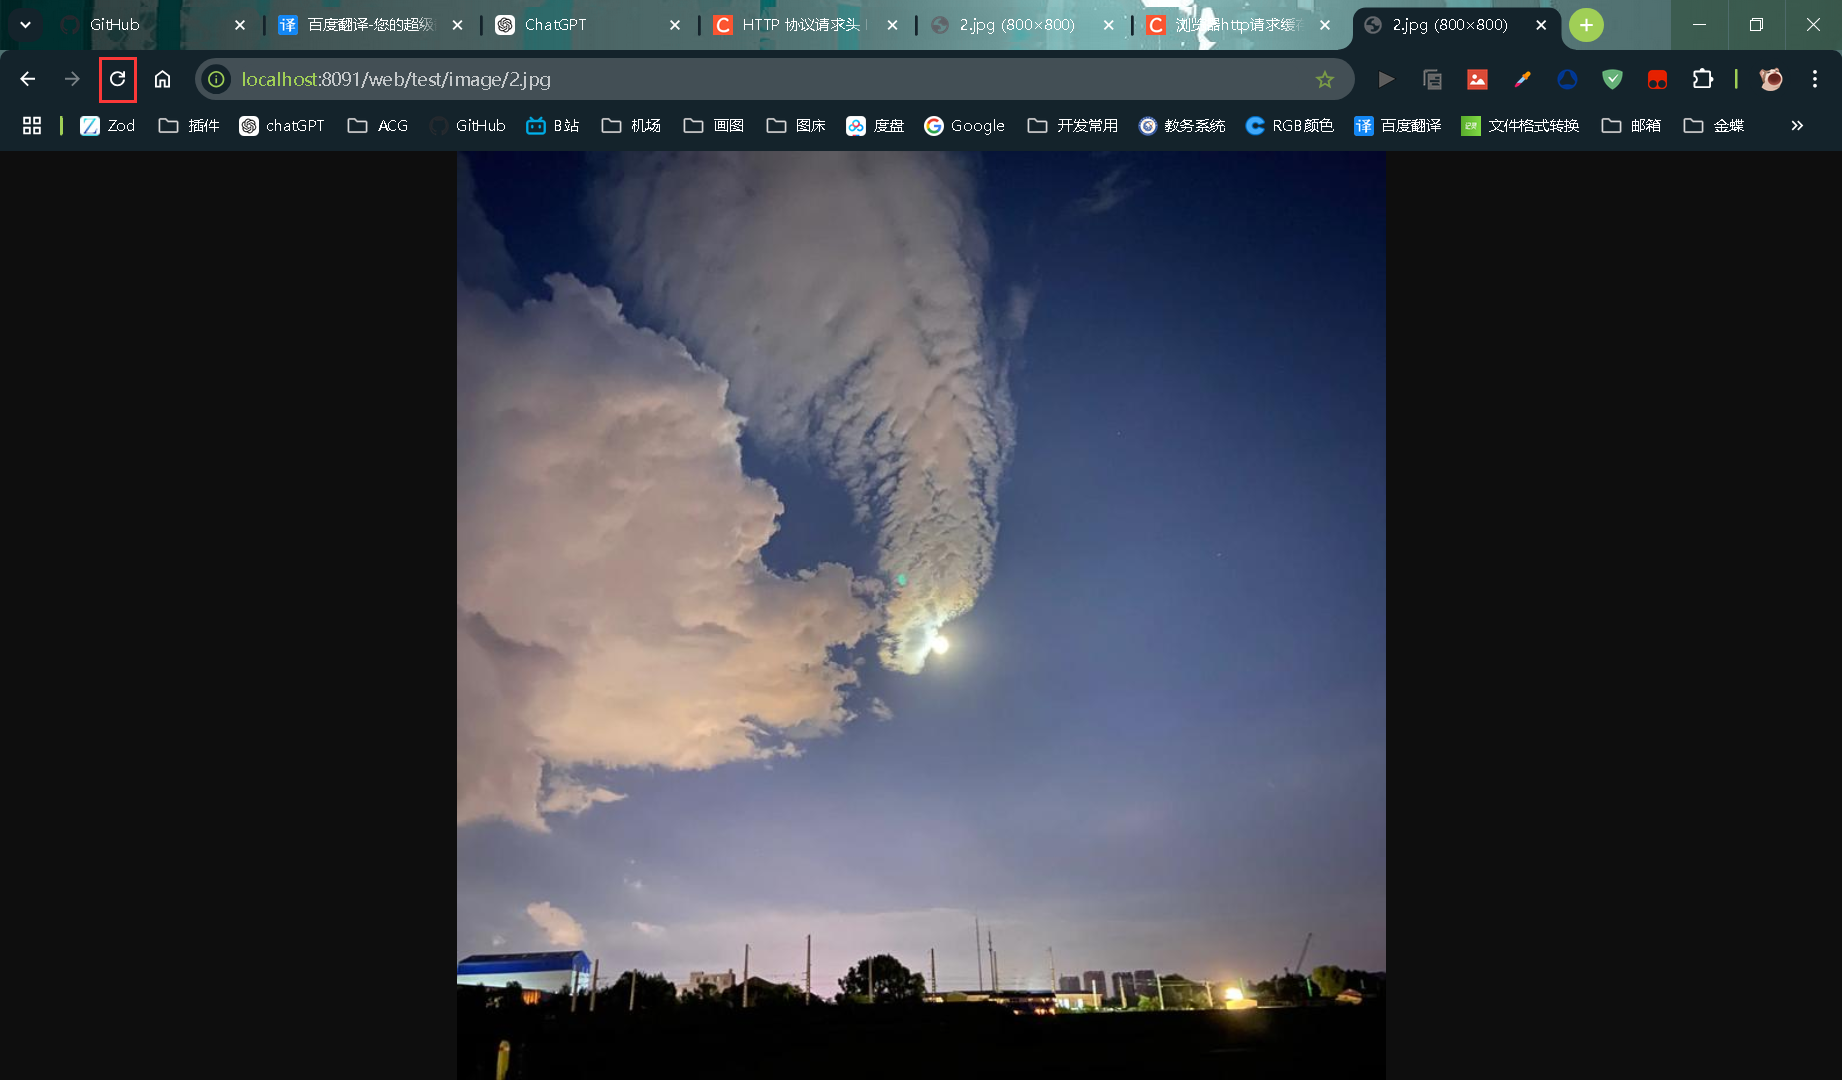 GitHub 百度翻译-您的超级 ChatGPT HTTP 协议请求头 2.jpg (800×800) 浏览器http请求缓 2.jpg (800×800)
localhost:8091/web/test/image/2.jpg
Zod 插件 chatGPT ACG GitHub B站 机场 画图 图床 度盘 Google 开发常用 教务系统 RGB颜色 译 百度翻译 文件格式转换 邮箱 金蝶